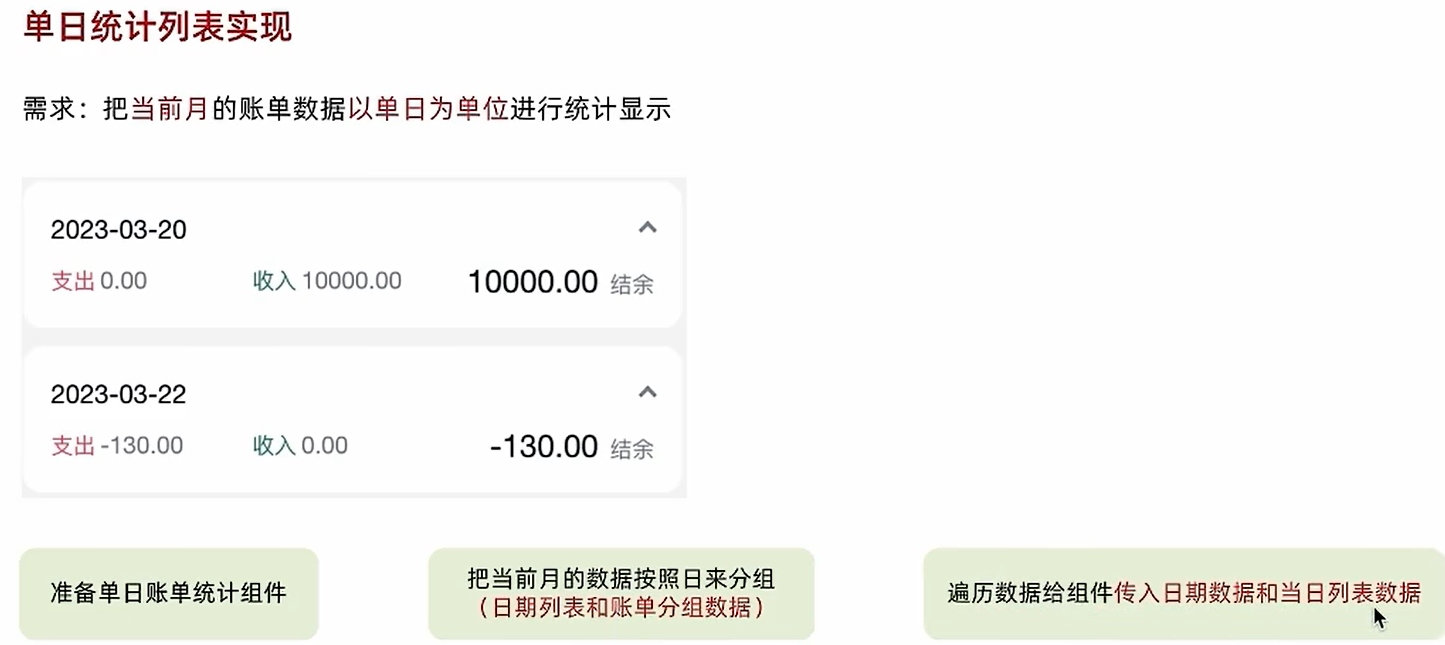 单日统计列表实现
需求：把当前月的账单数据以单日为单位进行统计显示
2023-03-20
支出 0.00 收入 10000.00 10000.00 结余
2023-03-22
支出 -130.00 收入 0.00 -130.00 结余
准备单日账单统计组件
把当前月的数据按照日来分组
（日期列表和账单分组数据）
遍历数据给组件传入日期数据和当日列表数据